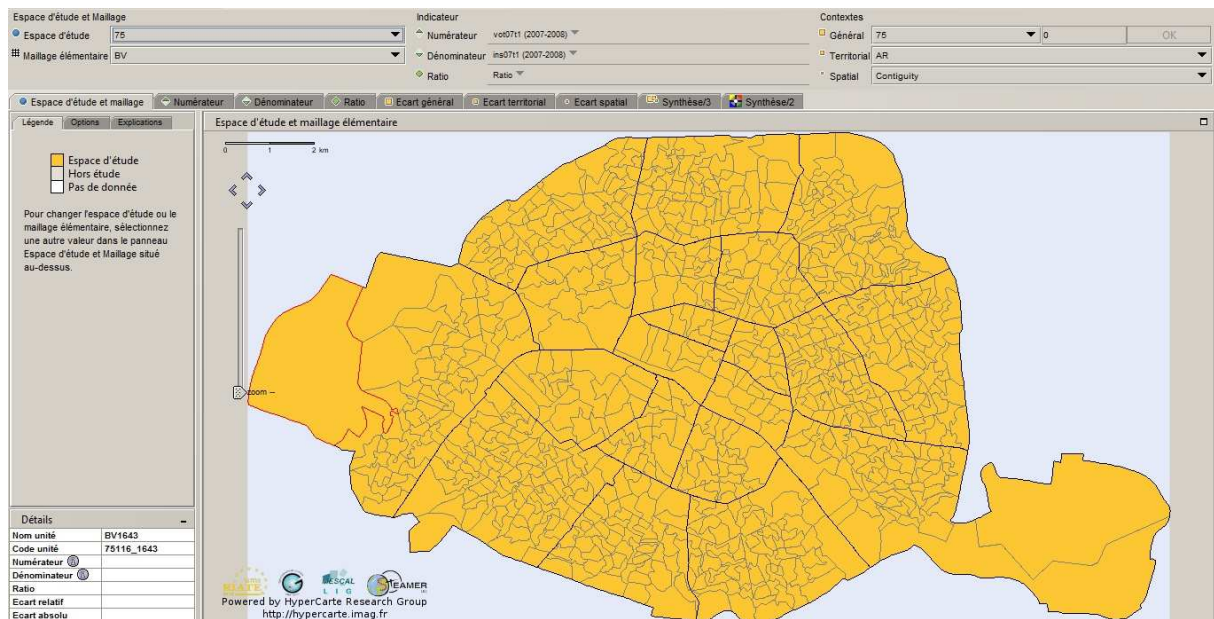 Espace d'étude et Maillage
Indicateur
Contextes
Espace d'étude 75
Numérateur vot07t1 (2007-2008)
Général 75 0 OK
Maillage élémentaire BV
Dénominateur ins07t1 (2007-2008)
Territorial AR
Ratio Ratio
Spatial Contiguity
Espace d'étude et maillage Numérateur Dénominateur Ratio Ecart général Ecart territorial Ecart spatial Synthèse/3 Synthèse/2
Légende Options Explications
Espace d'étude et maillage élémentaire
0 1 2 km
Espace d'étude
Hors étude
Pas de donnée
Pour changer l'espace d'étude ou le
maillage élémentaire, sélectionnez
une autre valeur dans le panneau
Espace d'étude et Maillage situé
au-dessus.
zoom –
Détails –
Nom unité BV1643
Code unité 75116_1643
Numérateur
Dénominateur
Ratio
Ecart relatif
Ecart absolu
RIATE
LIG
STEAMER
Powered by HyperCarte Research Group
http://hypercarte.imag.fr